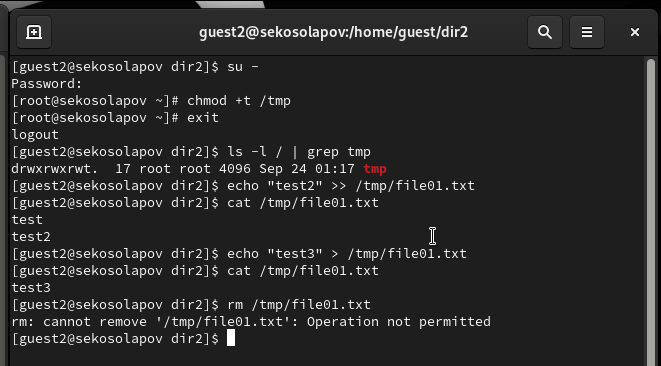 guest2@sekosolapov:/home/guest/dir2
[guest2@sekosolapov dir2]$ su -
Password:
[root@sekosolapov ~]# chmod +t /tmp
[root@sekosolapov ~]# exit
logout
[guest2@sekosolapov dir2]$ ls -l / | grep tmp
drwxrwxrwt.  17 root root 4096 Sep 24 01:17 tmp
[guest2@sekosolapov dir2]$ echo "test2" >> /tmp/file01.txt
[guest2@sekosolapov dir2]$ cat /tmp/file01.txt
test
test2
[guest2@sekosolapov dir2]$ echo "test3" > /tmp/file01.txt
[guest2@sekosolapov dir2]$ cat /tmp/file01.txt
test3
[guest2@sekosolapov dir2]$ rm /tmp/file01.txt
rm: cannot remove '/tmp/file01.txt': Operation not permitted
[guest2@sekosolapov dir2]$